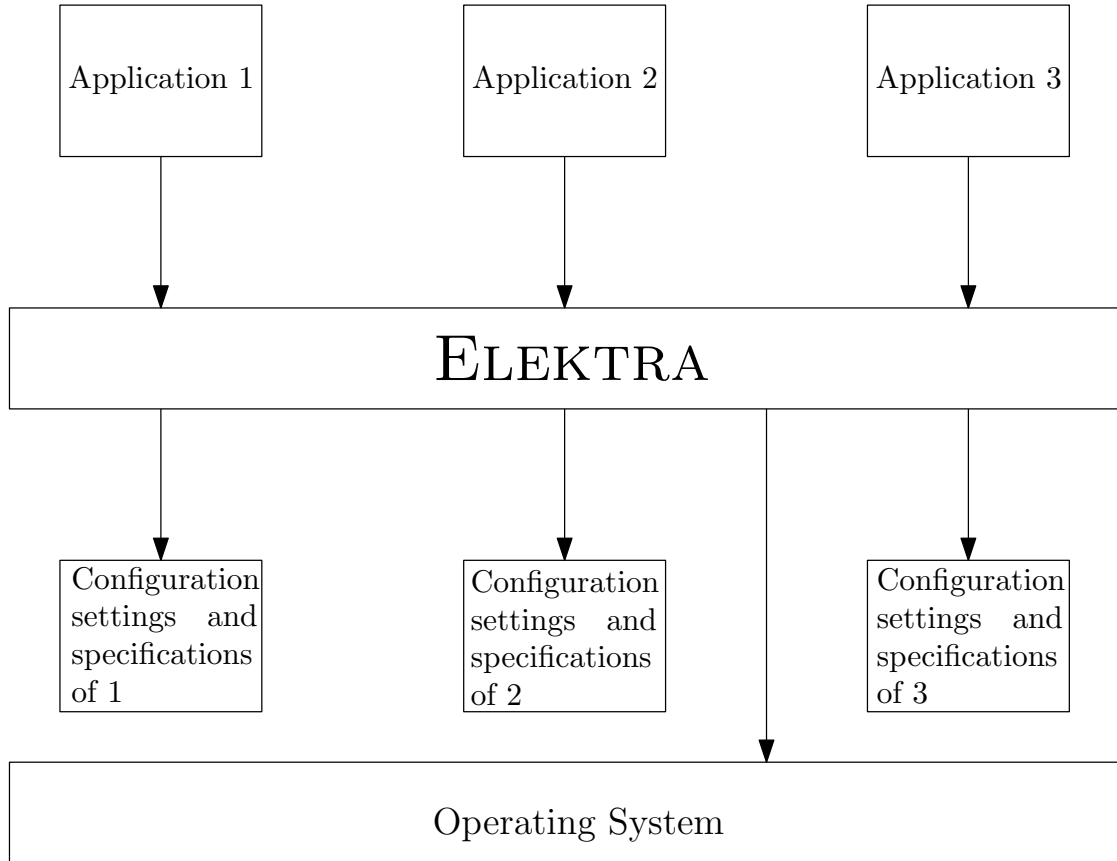 Application 1
Application 2
Application 3
ELEKTRA
Configuration
settings and
specifications
of 1
Configuration
settings and
specifications
of 2
Configuration
settings and
specifications
of 3
Operating System